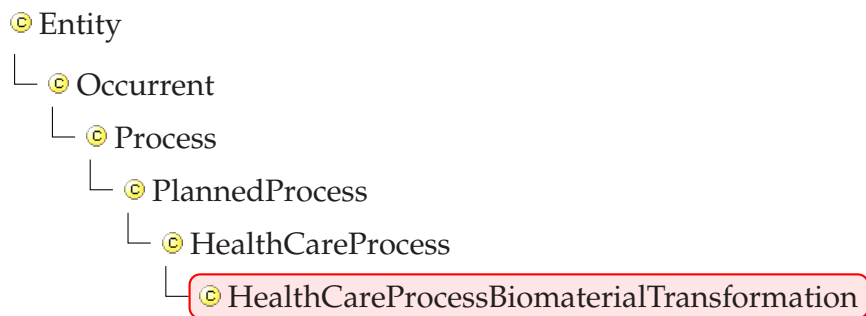 Entity
Occurrent
Process
PlannedProcess
HealthCareProcess
HealthCareProcessBiomaterialTransformation